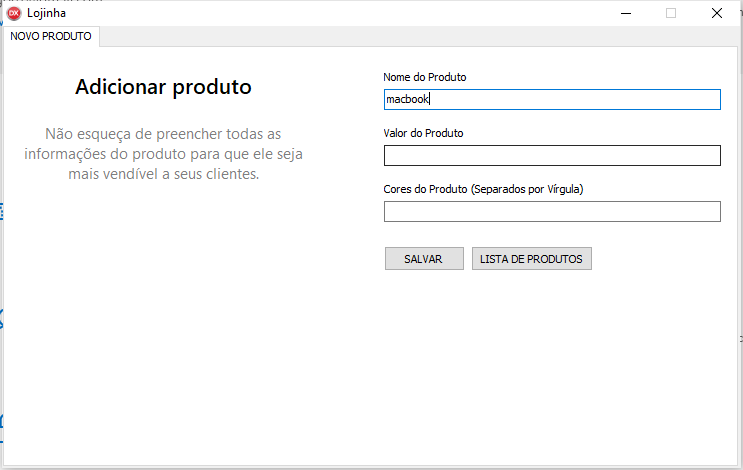 DX Lojinha
NOVO PRODUTO
Adicionar produto
Não esqueça de preencher todas as
informações do produto para que ele seja
mais vendível a seus clientes.
Nome do Produto
macbook
Valor do Produto
Cores do Produto (Separados por Vírgula)
SALVAR
LISTA DE PRODUTOS